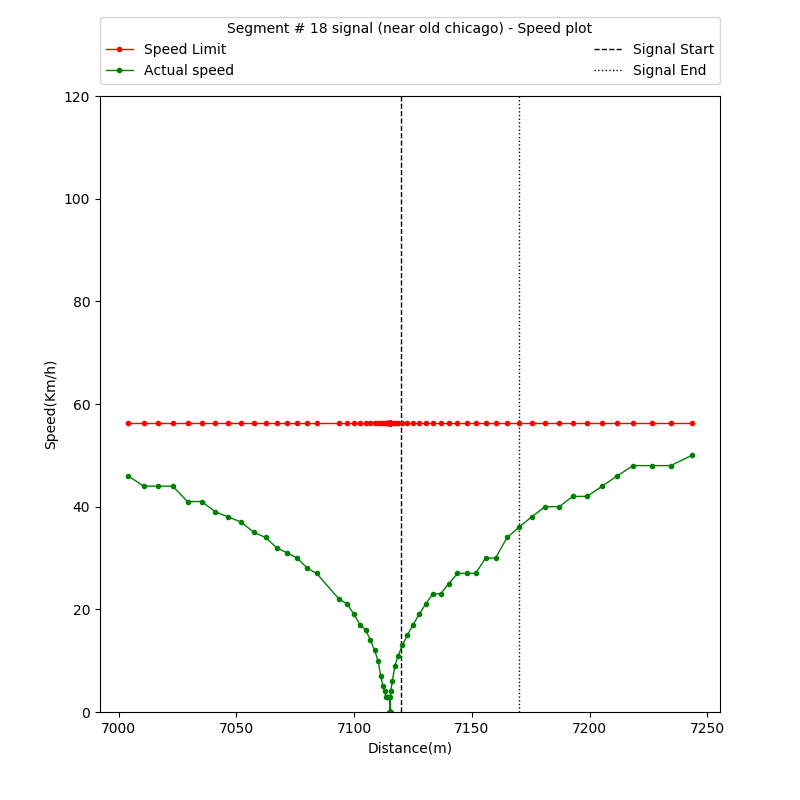 Segment # 18 signal (near old chicago) - Speed plot
Speed Limit
Actual speed
Signal Start
Signal End
120
100
80
60
40
20
0
Speed(Km/h)
7000 7050 7100 7150 7200 7250
Distance(m)